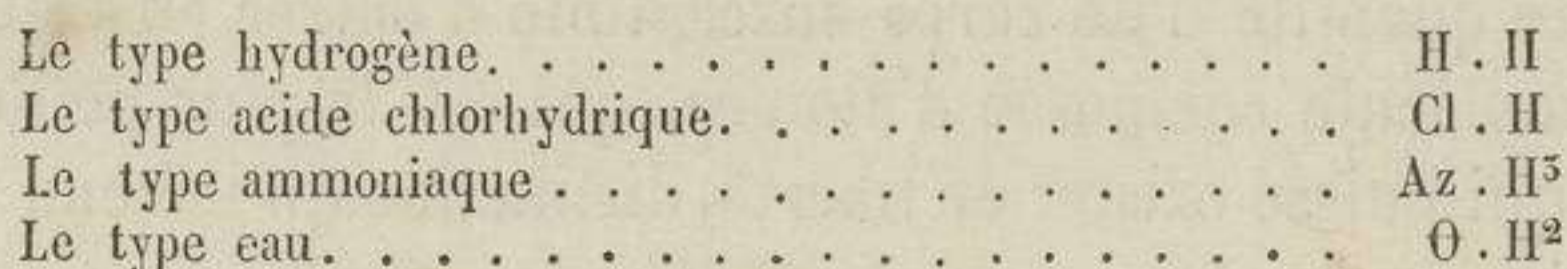 Le type hydrogène. . . . . . . . . . . . . . . . H . H
Le type acide chlorhydrique. . . . . . . . . . . . Cl . H
Le type ammoniaque . . . . . . . . . . . . . . . Az . H³
Le type eau. . . . . . . . . . . . . . . . . . . O . H²